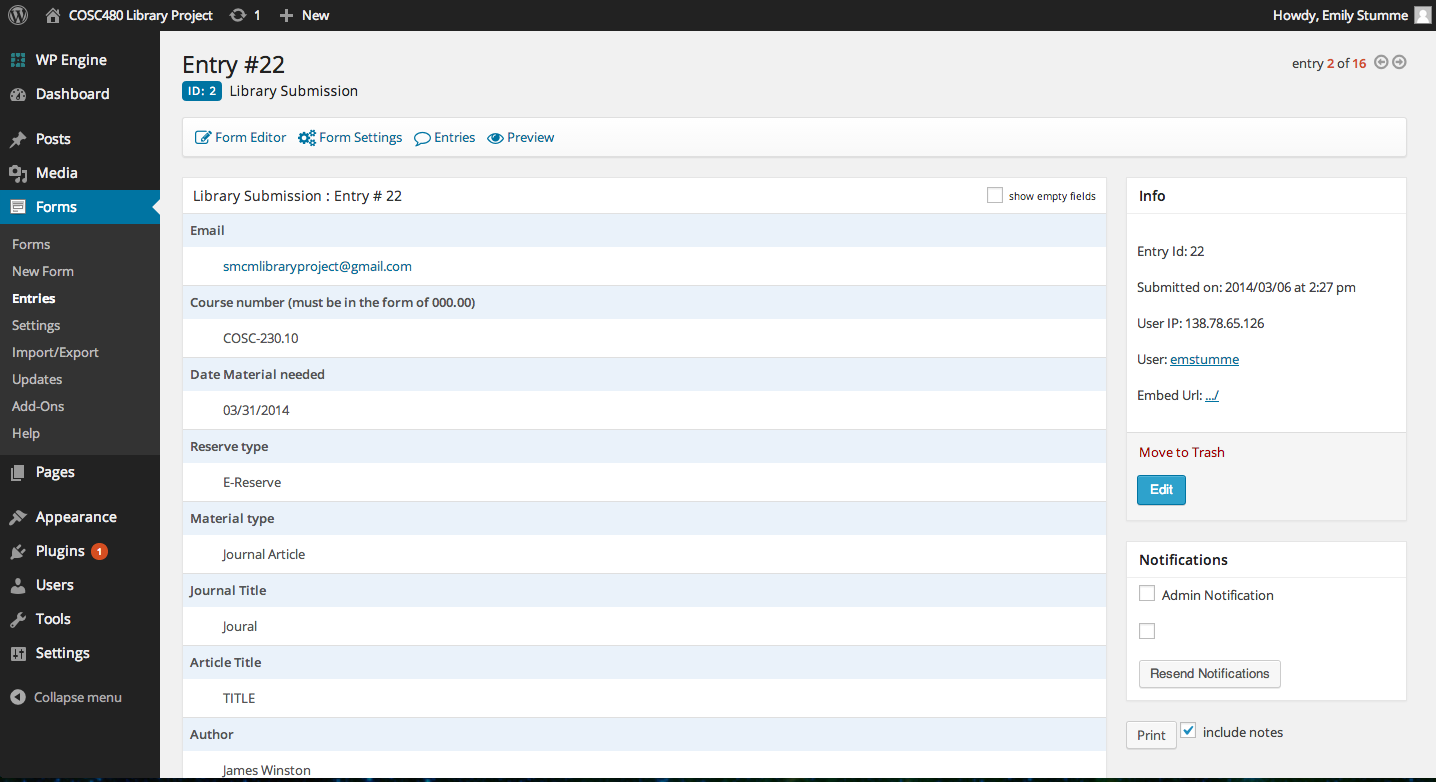 COSC480 Library Project 1 New Howdy, Emily Stumme
WP Engine
Dashboard
Posts
Media
Forms
Forms
New Form
Entries
Settings
Import/Export
Updates
Add-Ons
Help
Pages
Appearance
Plugins 1
Users
Tools
Settings
Collapse menu
Entry #22
ID: 2 Library Submission
entry 2 of 16
Form Editor Form Settings Entries Preview
Library Submission : Entry # 22 show empty fields
Email
smcmlibraryproject@gmail.com
Course number (must be in the form of 000.00)
COSC-230.10
Date Material needed
03/31/2014
Reserve type
E-Reserve
Material type
Journal Article
Journal Title
Joural
Article Title
TITLE
Author
James Winston
Info
Entry Id: 22
Submitted on: 2014/03/06 at 2:27 pm
User IP: 138.78.65.126
User: emstumme
Embed Url: .../
Move to Trash
Edit
Notifications
Admin Notification
Resend Notifications
Print include notes